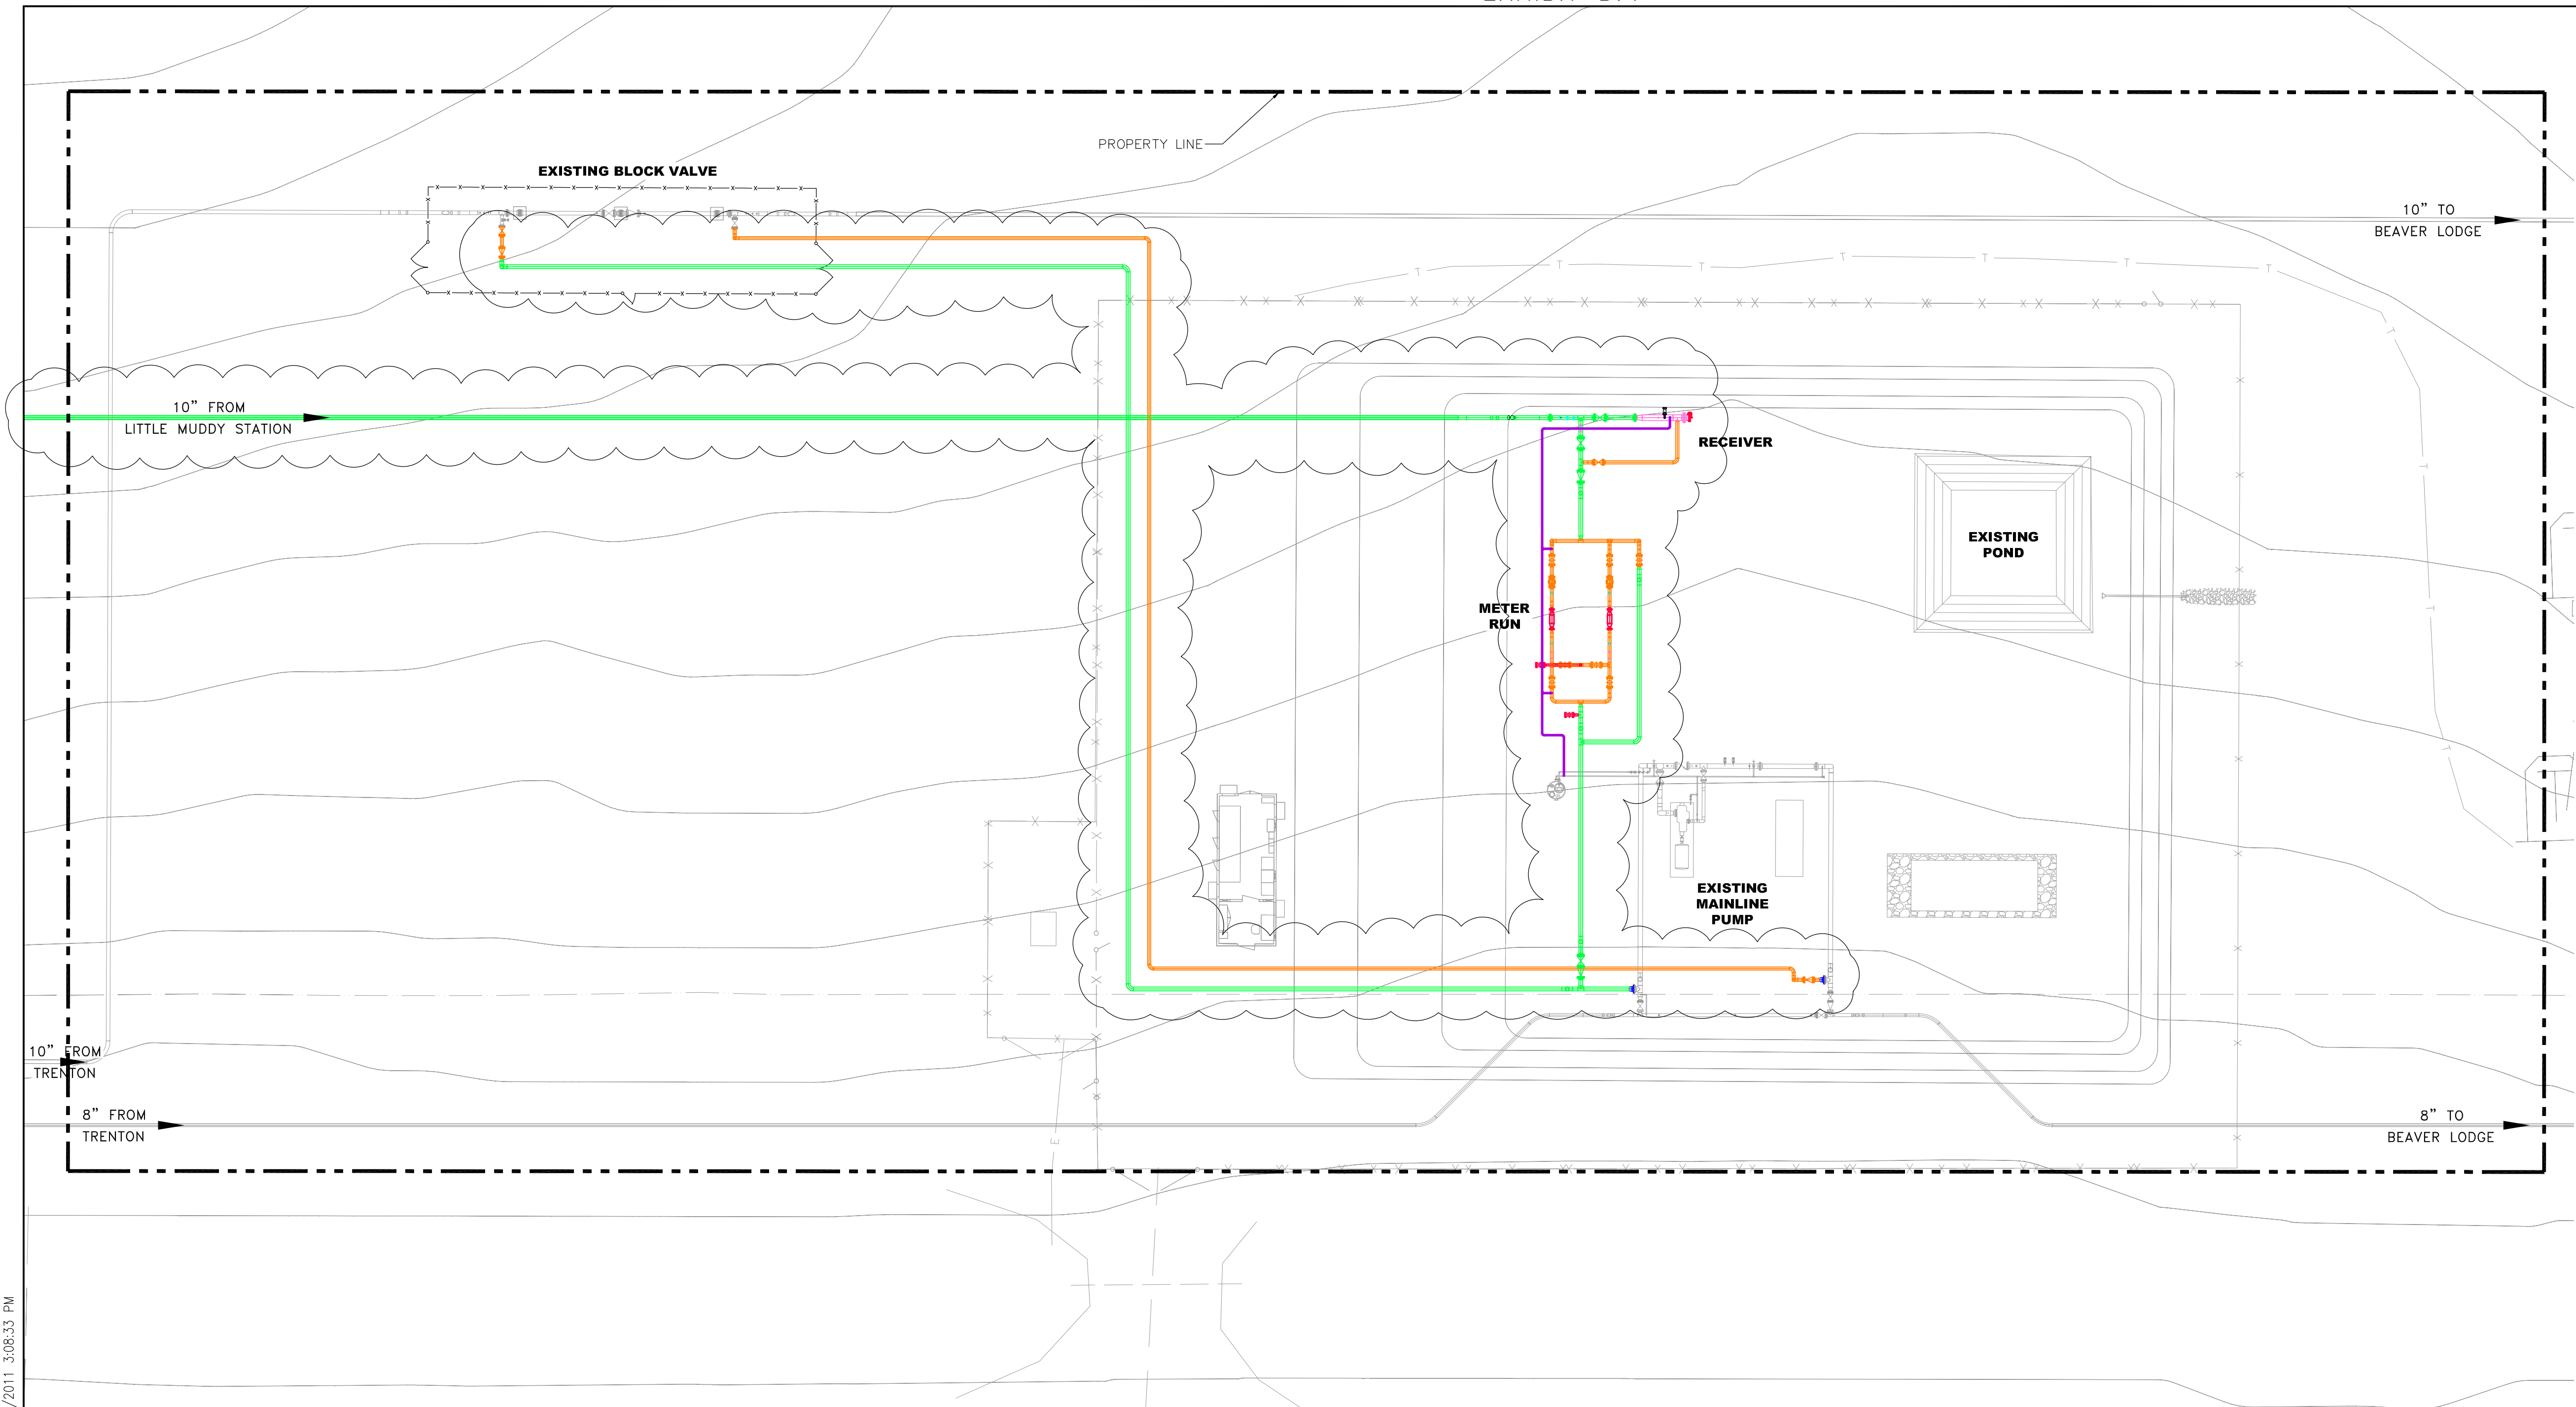 PROPERTY LINE
EXISTING BLOCK VALVE
10” TO
BEAVER LODGE
10” FROM
LITTLE MUDDY STATION
RECEIVER
EXISTING
POND
METER
RUN
EXISTING
MAINLINE
PUMP
10” FROM
TRENTON
8” FROM
TRENTON
8” TO
BEAVER LODGE
/2011 3:08:33 PM